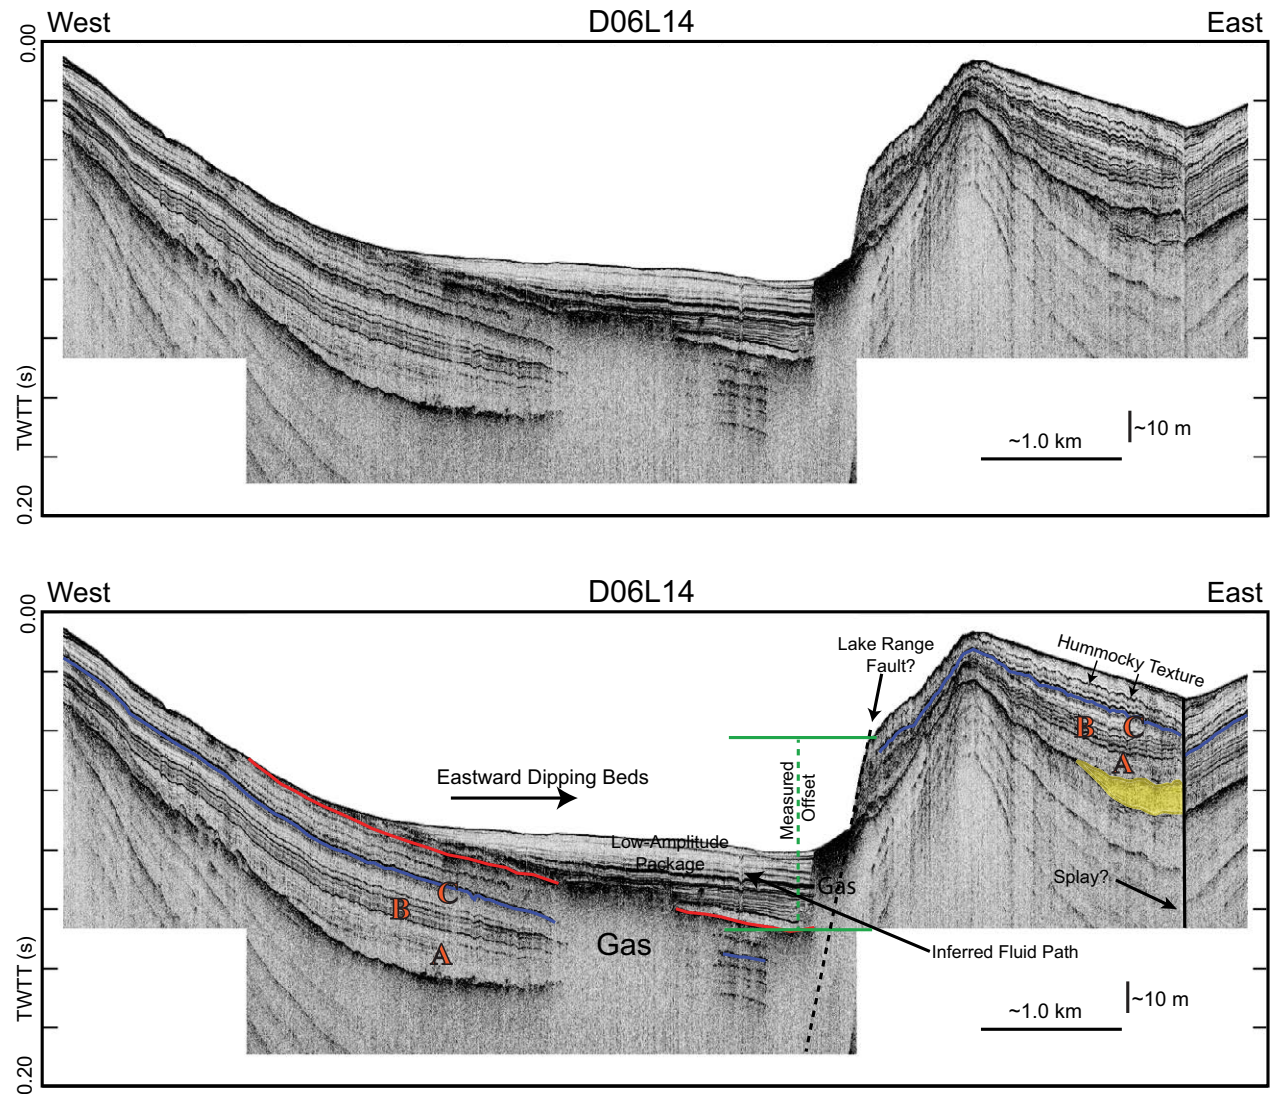 West D06L14 East
0.00
TWTT (s)
~10 m
~1.0 km
0.20
West D06L14 East
0.00
Lake Range
Fault?
Hummocky Texture
B C
A
Eastward Dipping Beds
Measured
Offset
Low-Amplitude
Package
Splay?
C
B
Gas
A
Gas
Inferred Fluid Path
TWTT (s)
~10 m
~1.0 km
0.20